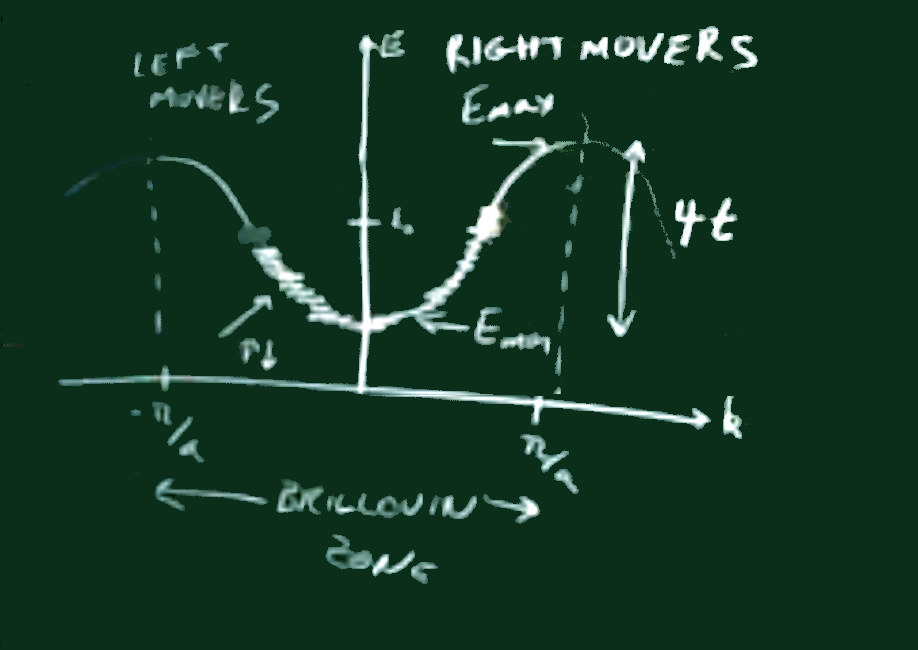 LEFT
MOVERS
E
RIGHT MOVERS
Emax
4t
Emin
k
-π/a
π/a
BRILLOUIN
ZONE